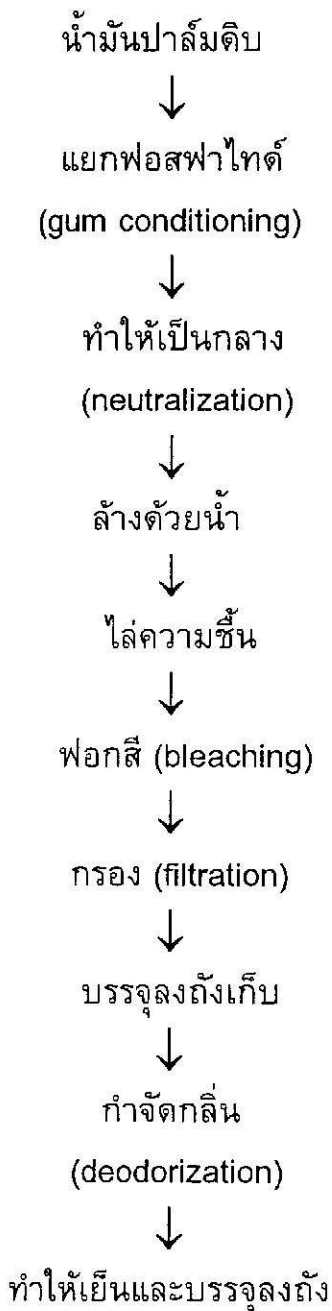 น้ำมันปาล์มดิบ
แยกฟอสฟาไทด์
(gum conditioning)
ทำให้เป็นกลาง
(neutralization)
ล้างด้วยน้ำ
ไล่ความชื้น
ฟอกสี (bleaching)
กรอง (filtration)
บรรจุลงถังเก็บ
กำจัดกลิ่น
(deodorization)
ทำให้เย็นและบรรจุลงถัง